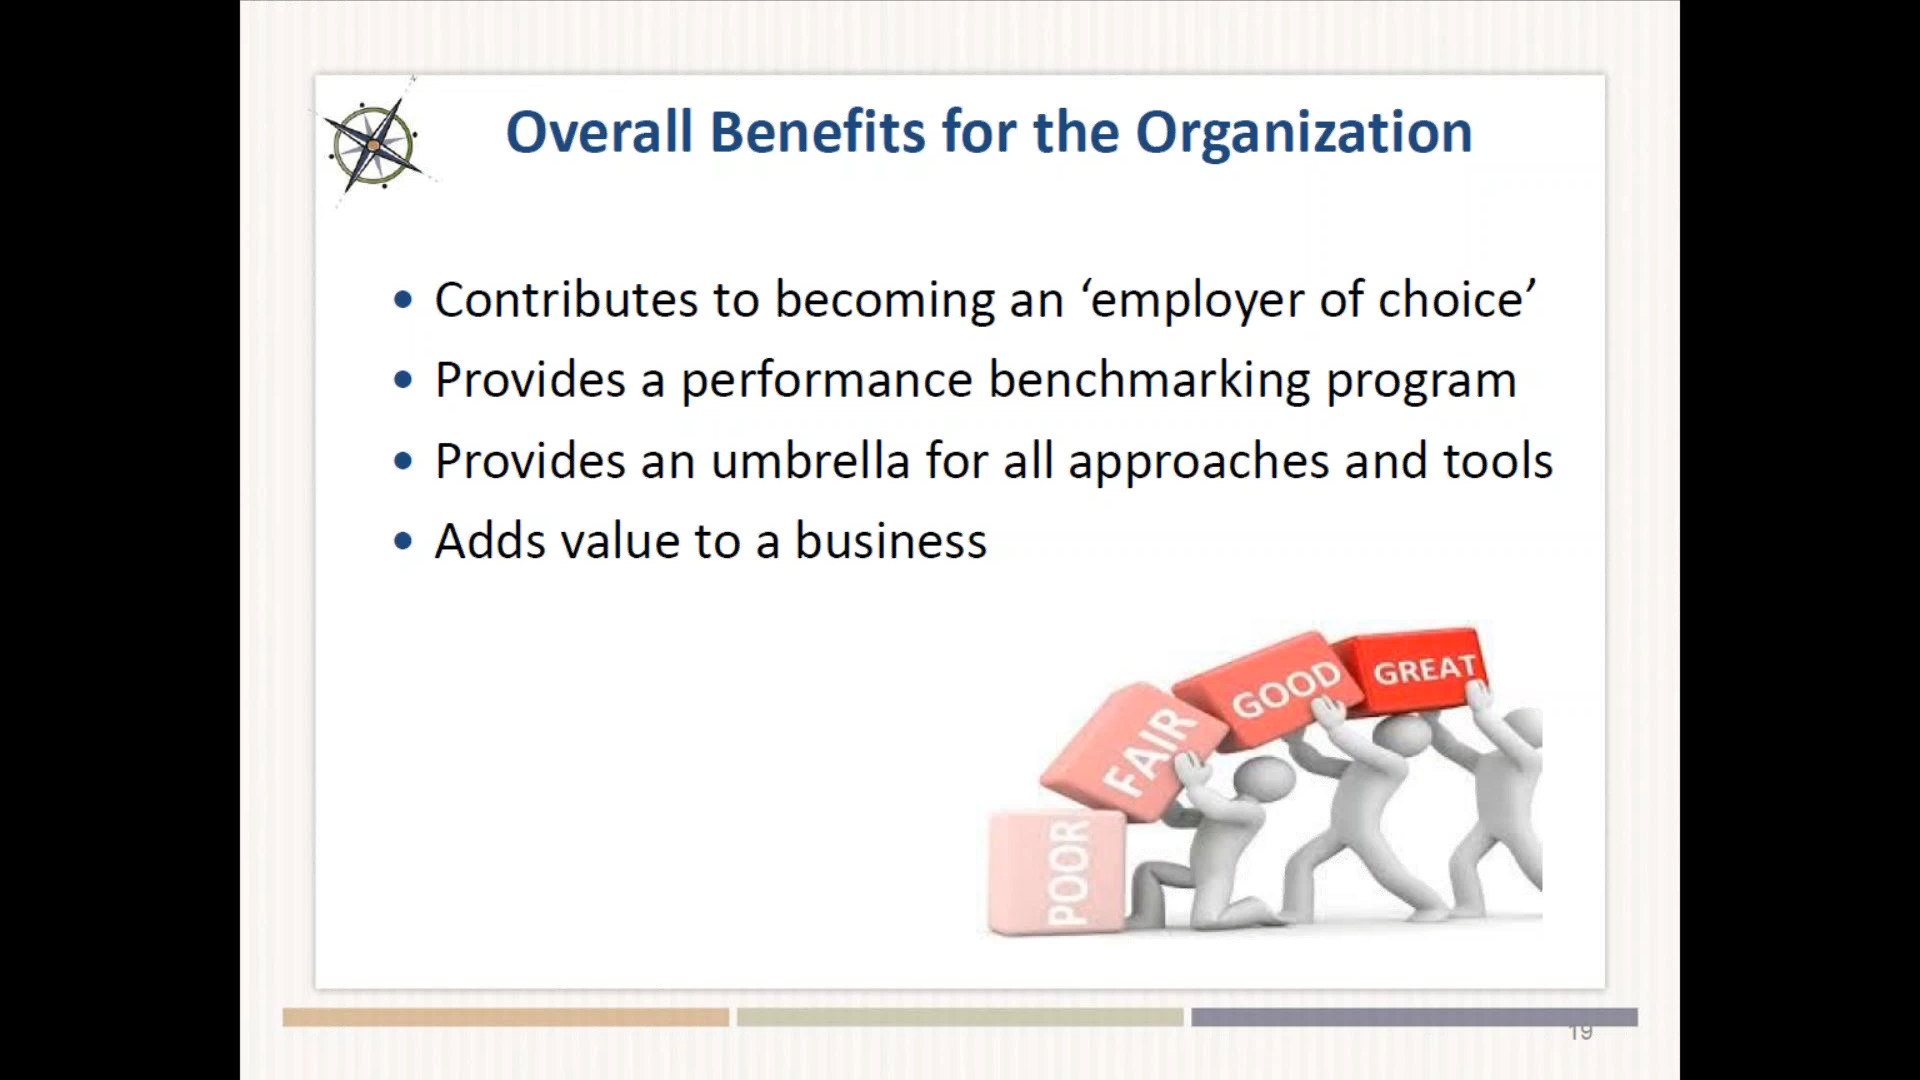 Overall Benefits for the Organization
• Contributes to becoming an ‘employer of choice’
• Provides a performance benchmarking program
• Provides an umbrella for all approaches and tools
• Adds value to a business
POOR
FAIR
GOOD
GREAT
19